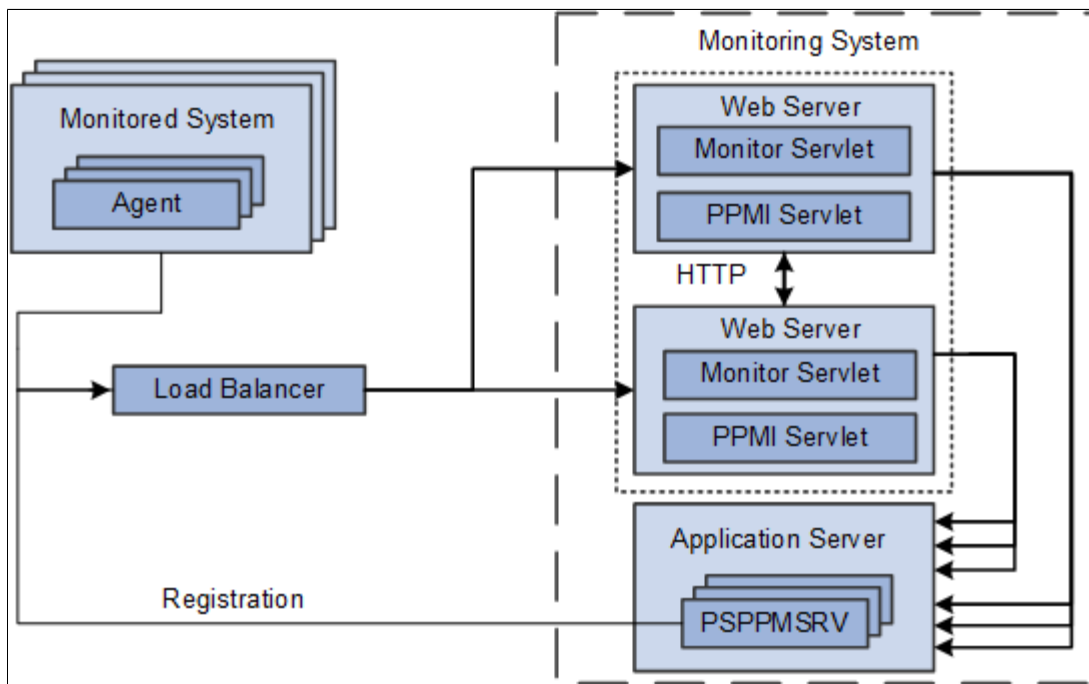 Monitoring System
Monitored System
Agent
Web Server
Monitor Servlet
PPMI Servlet
HTTP
Web Server
Monitor Servlet
PPMI Servlet
Load Balancer
Application Server
PSPPMSRV
Registration